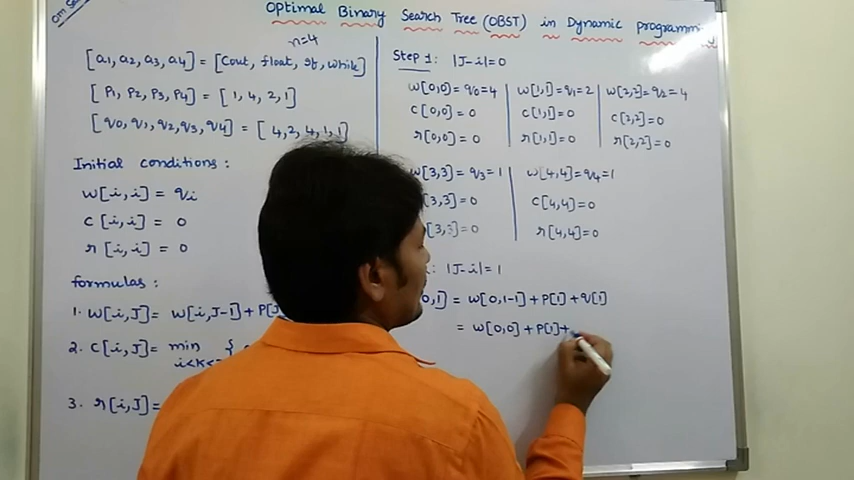 Optimal Binary Search Tree (OBST) in Dynamic programming
n=4
[a1, a2, a3, a4] = [Cout, float, if, while]
[P1, P2, P3, P4] = [1, 4, 2, 1]
[q0, q1, q2, q3, q4] = [4, 2, 4, 1, 1]
Initial conditions :
w[i,i] = qi
c[i,i] = 0
r[i,i] = 0
formulas :
1. w[i,J] = w[i,J-1] + P[J
2. c[i,J] = min {
i<k<=
3. r[i,J] =
Step 1: |J-i|=0
w[0,0]=q0=4
c[0,0] = 0
r[0,0] = 0
w[1,1]=q1=2
c[1,1]=0
r[1,1]=0
w[2,2]=q2=4
c[2,2]=0
r[2,2]=0
w[3,3] = q3=1
[3,3]=0
[3,3]=0
w[4,4]=q4=1
c[4,4]=0
r[4,4]=0
: |J-i|=1
0,1] = w[0,1-1] + P[1] + q[1]
= w[0,0] + P[1] +